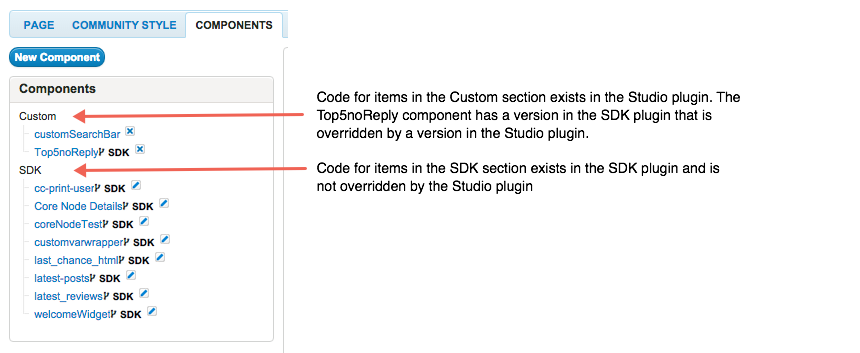 PAGE COMMUNITY STYLE COMPONENTS
New Component
Components
Custom
customSearchBar
Top5noReply SDK
SDK
cc-print-user SDK
Core Node Details SDK
coreNodeTest SDK
customvarwrapper SDK
last_chance_html SDK
latest-posts SDK
latest_reviews SDK
welcomeWidget SDK
Code for items in the Custom section exists in the Studio plugin. The
Top5noReply component has a version in the SDK plugin that is
overridden by a version in the Studio plugin.
Code for items in the SDK section exists in the SDK plugin and is
not overridden by the Studio plugin